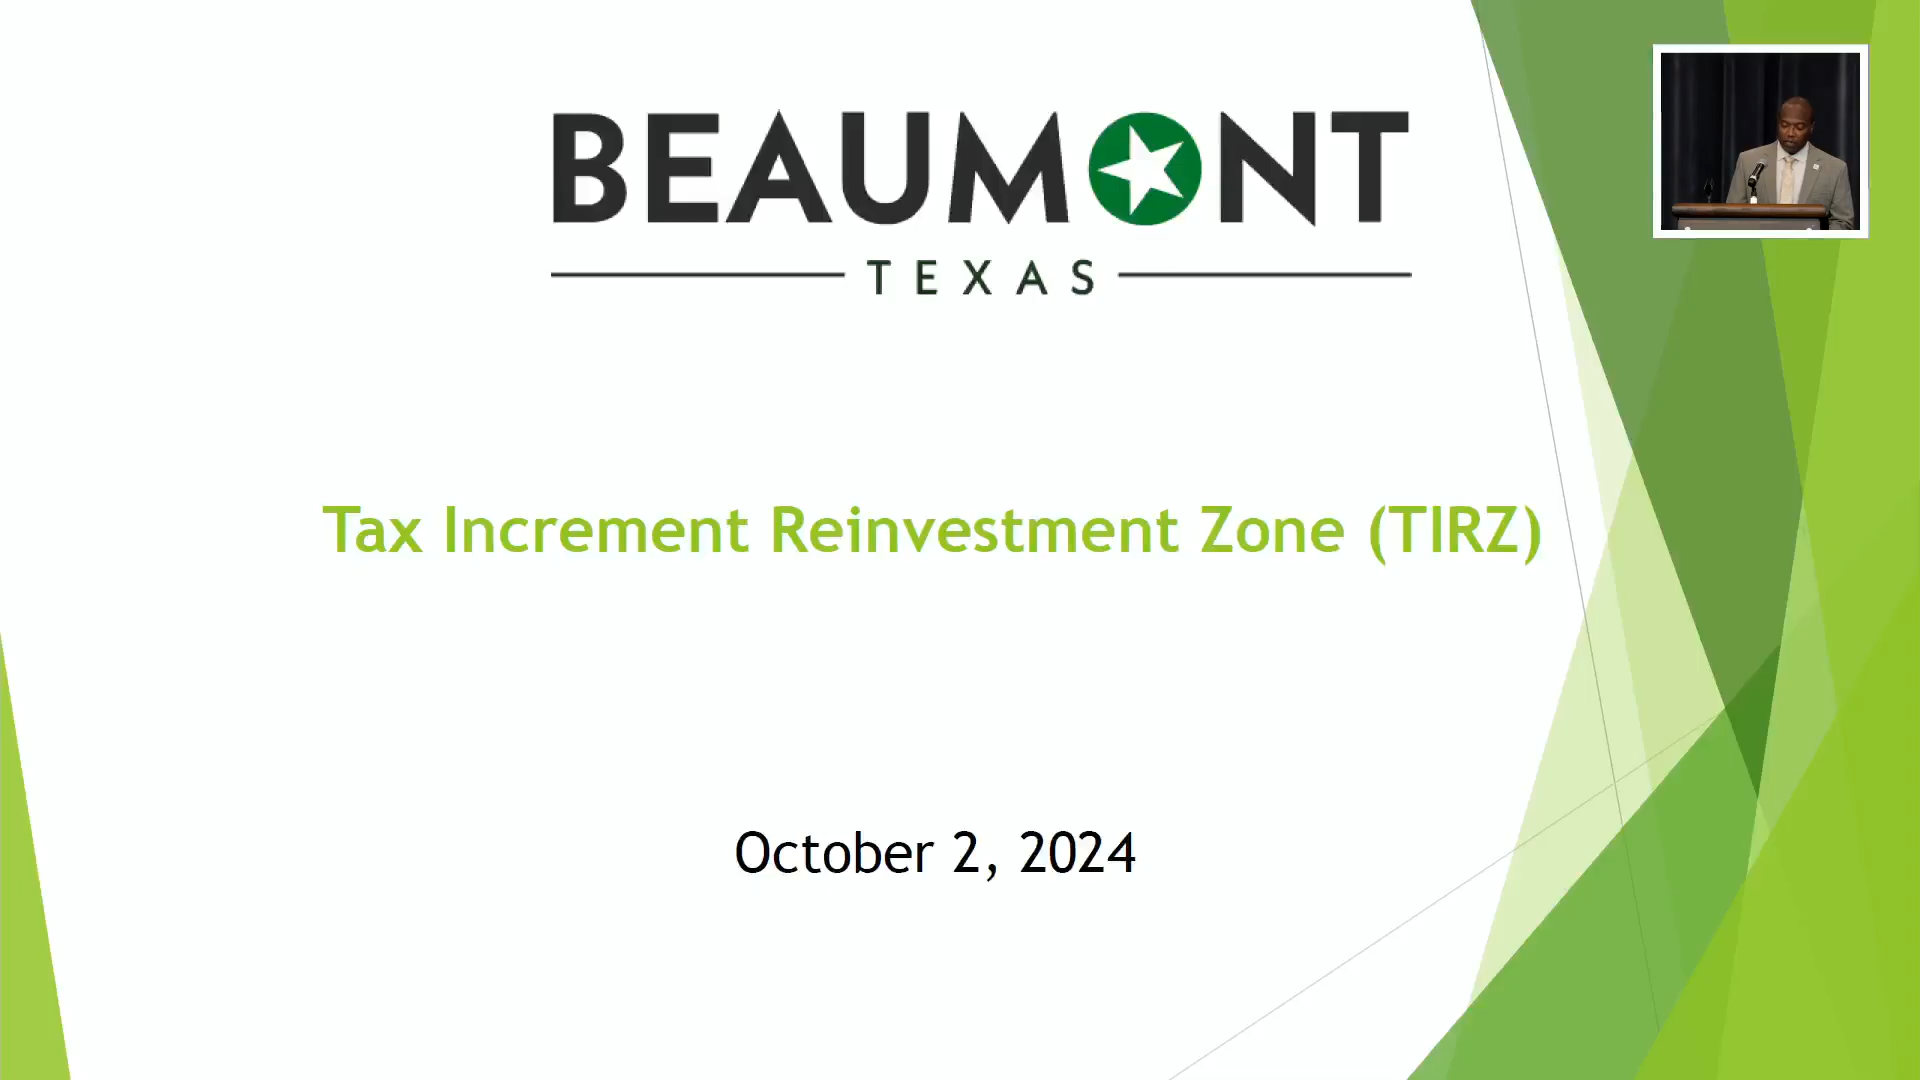 BEAUMONT
TEXAS
Tax Increment Reinvestment Zone (TIRZ)
October 2, 2024